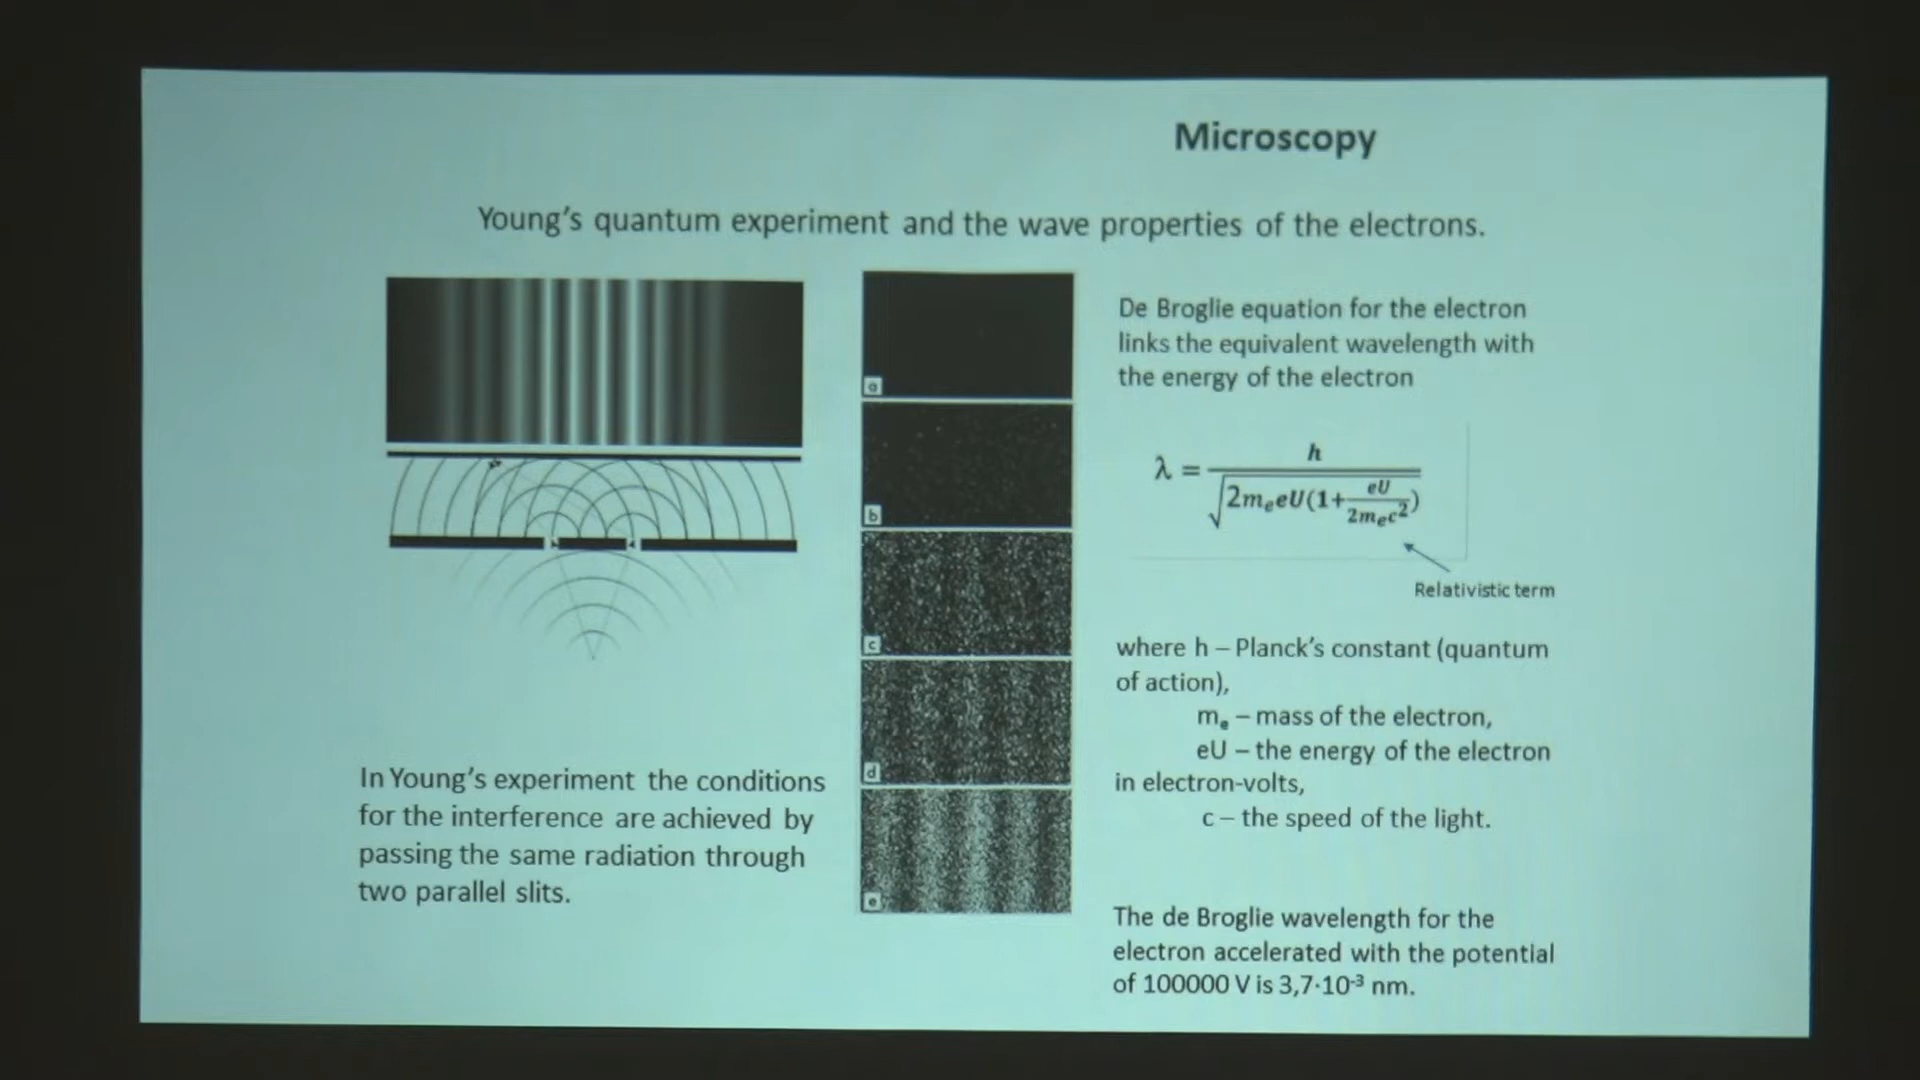 Microscopy
Young's quantum experiment and the wave properties of the electrons.
a
b
c
d
e
In Young's experiment the conditions
for the interference are achieved by
passing the same radiation through
two parallel slits.
De Broglie equation for the electron
links the equivalent wavelength with
the energy of the electron
λ = h / √(2mₑeU(1+ eU / 2mₑc²))
Relativistic term
where h – Planck's constant (quantum
of action),
mₑ – mass of the electron,
eU – the energy of the electron
in electron-volts,
c – the speed of the light.
The de Broglie wavelength for the
electron accelerated with the potential
of 100000 V is 3,7·10⁻³ nm.